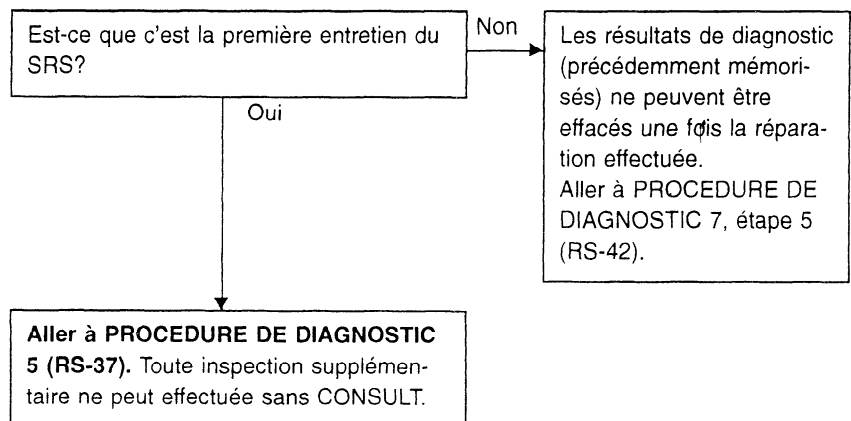 Est-ce que c'est la première entretien du
SRS?
Non
Les résultats de diagnostic
(précédemment mémori-
sés) ne peuvent être
effacés une fois la répara-
tion effectuée.
Aller à PROCEDURE DE
DIAGNOSTIC 7, étape 5
(RS-42).
Oui
Aller à PROCEDURE DE DIAGNOSTIC
5 (RS-37). Toute inspection supplémen-
taire ne peut effectuée sans CONSULT.